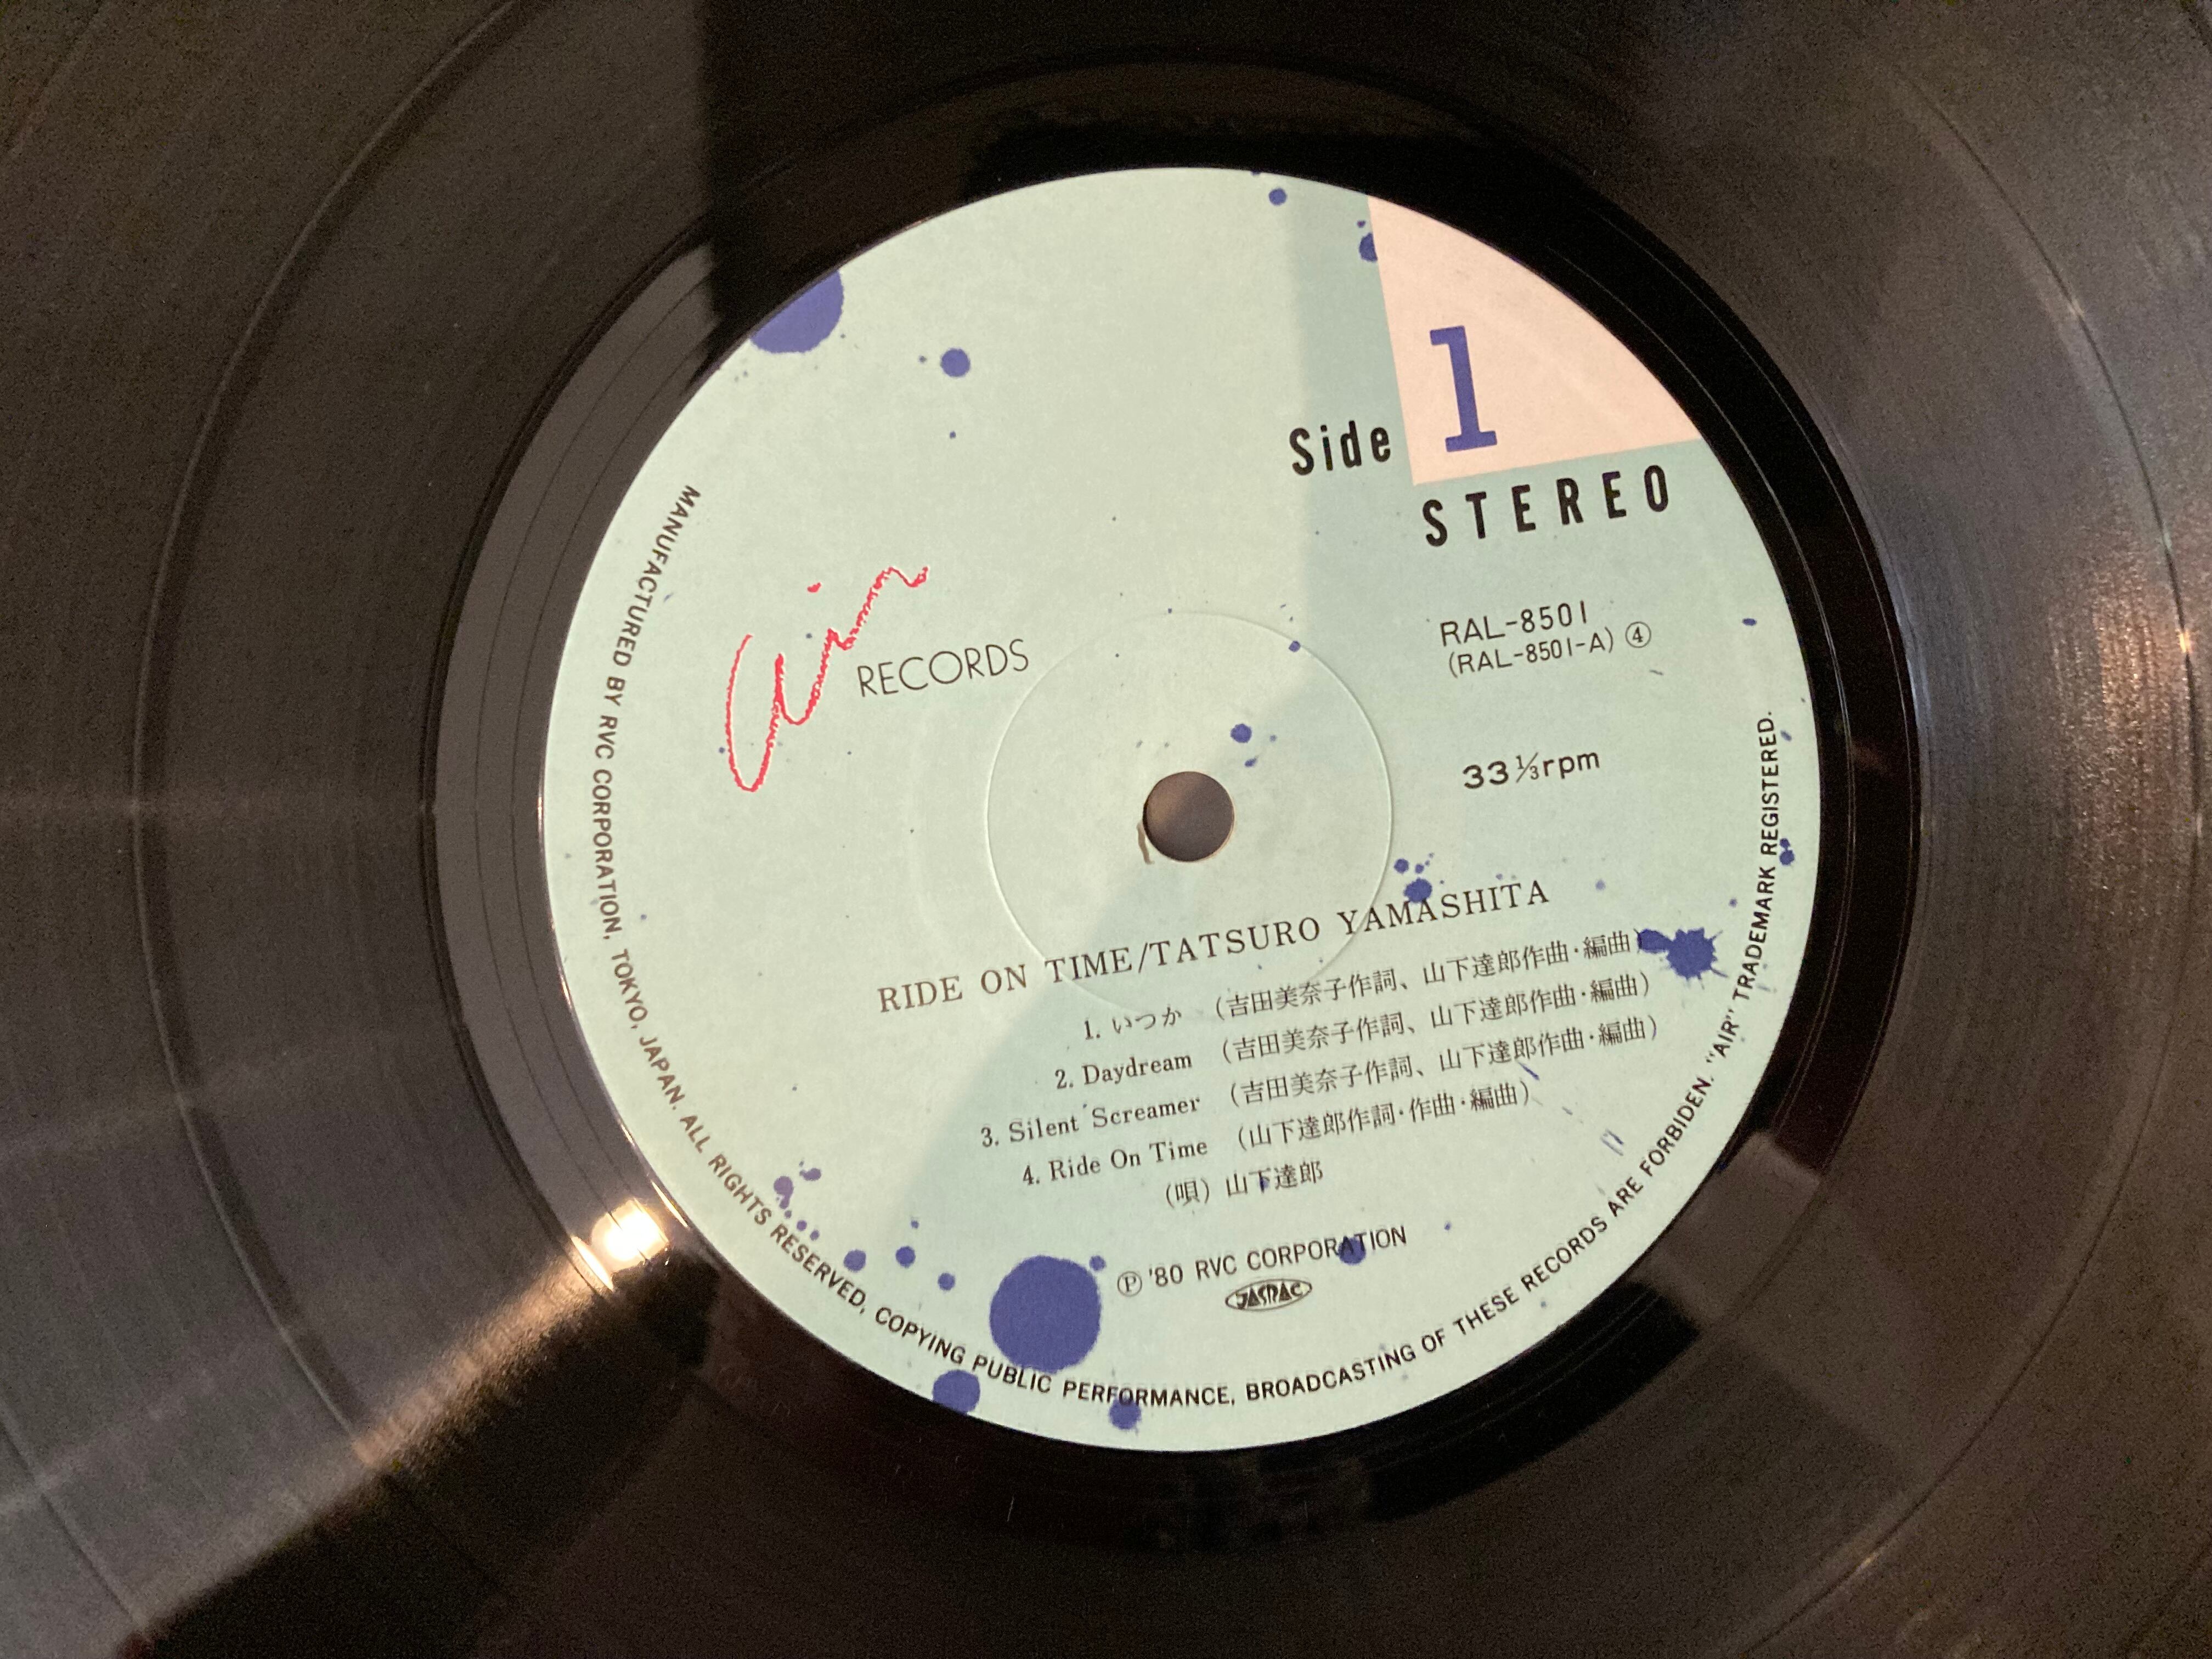 Side 1
STEREO
Air RECORDS
RAL-8501
(RAL-8501-A) ④
33⅓rpm
RIDE ON TIME/TATSURO YAMASHITA
1. いつか (吉田美奈子作詞、山下達郎作曲・編曲)
2. Daydream (吉田美奈子作詞、山下達郎作曲・編曲)
3. Silent Screamer (吉田美奈子作詞、山下達郎作曲・編曲)
4. Ride On Time (山下達郎作詞・作曲・編曲)
(唄) 山下達郎
Ⓟ '80 RVC CORPORATION
JASRAC
MANUFACTURED BY RVC CORPORATION, TOKYO, JAPAN. ALL RIGHTS RESERVED, COPYING PUBLIC PERFORMANCE, BROADCASTING OF THESE RECORDS ARE FORBIDEN. "AIR" TRADEMARK REGISTERED.